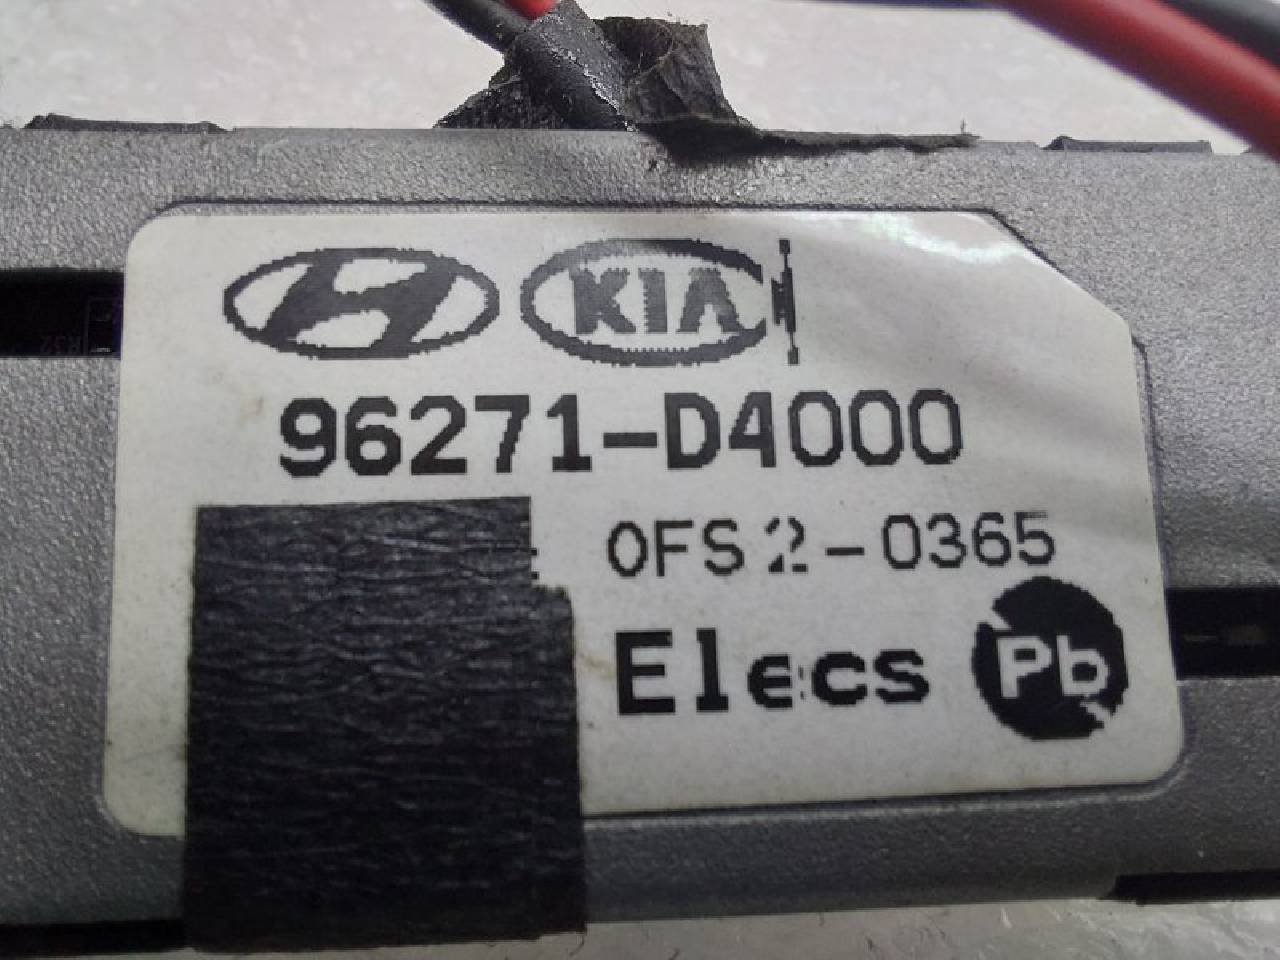 KIA
96271-D4000
: 0FS2-0365
Elecs Pb